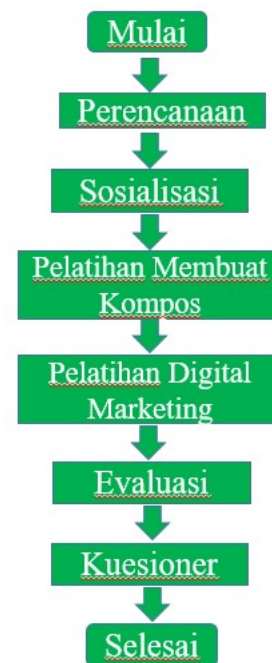 Mulai
Perencanaan
Sosialisasi
Pelatihan Membuat
Kompos
Pelatihan Digital
Marketing
Evaluasi
Kuesioner
Selesai